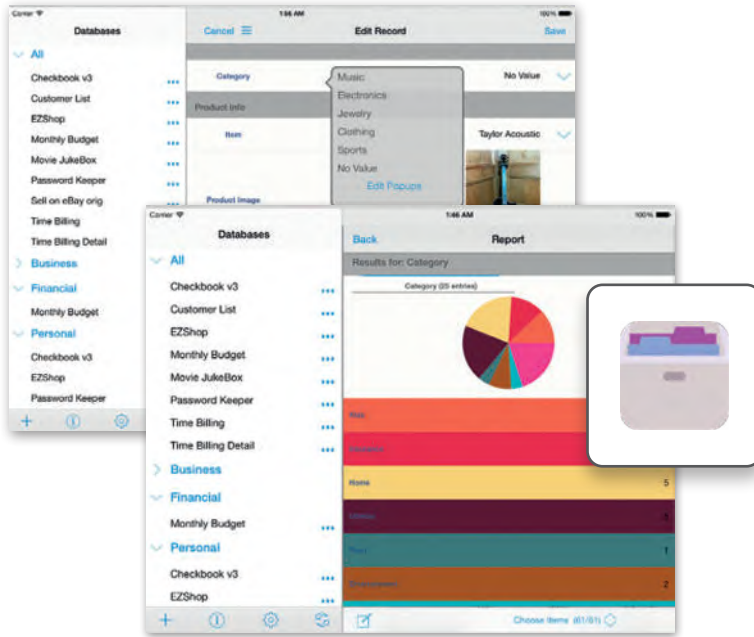 Carrier
1:56 AM
100%
Databases
Cancel
Edit Record
Save
All
Checkbook v3
Customer List
EZShop
Monthly Budget
Movie JukeBox
Password Keeper
Sell on eBay orig
Time Billing
Time Billing Detail
Business
Financial
Monthly Budget
Personal
Checkbook v3
EZShop
Password Keeper
Category
No Value
Product Info
Item
Taylor Acoustic
Product Image
Music
Electronics
Jewelry
Clothing
Sports
No Value
Edit Popups
Carrier
1:46 AM
100%
Databases
Back
Report
All
Checkbook v3
Customer List
EZShop
Monthly Budget
Movie JukeBox
Password Keeper
Time Billing
Time Billing Detail
Business
Financial
Monthly Budget
Personal
Checkbook v3
EZShop
Results for: Category
Category (25 entries)
Home 5
1
2
Choose Items (61/61)